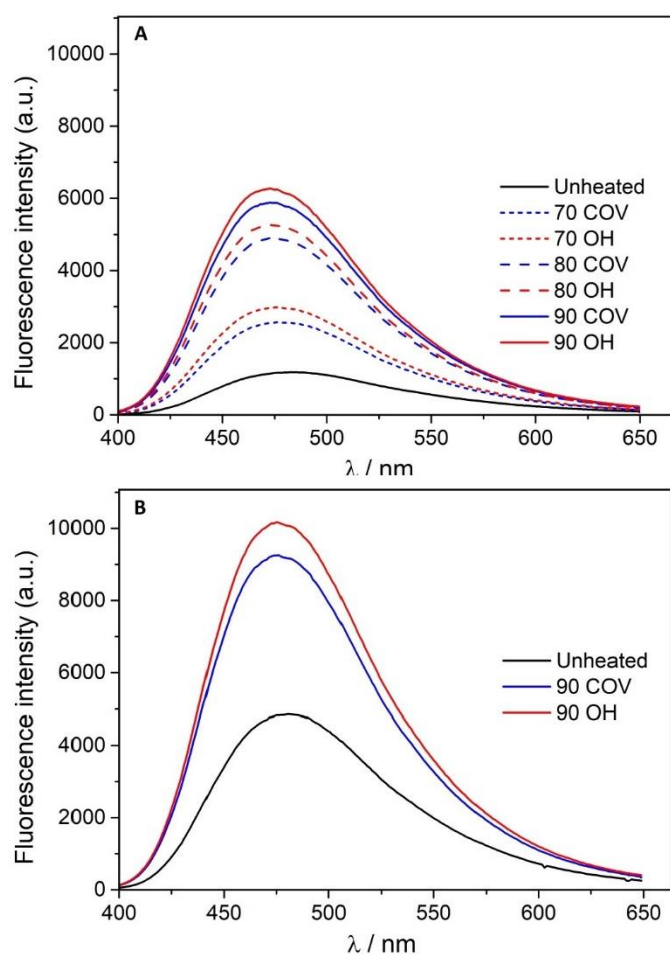 A
10000
8000
6000
4000
2000
0
Fluorescence intensity (a.u.)
Unheated
70 COV
70 OH
80 COV
80 OH
90 COV
90 OH
400 450 500 550 600 650
λ / nm
B
10000
8000
6000
4000
2000
0
Fluorescence intensity (a.u.)
Unheated
90 COV
90 OH
400 450 500 550 600 650
λ / nm